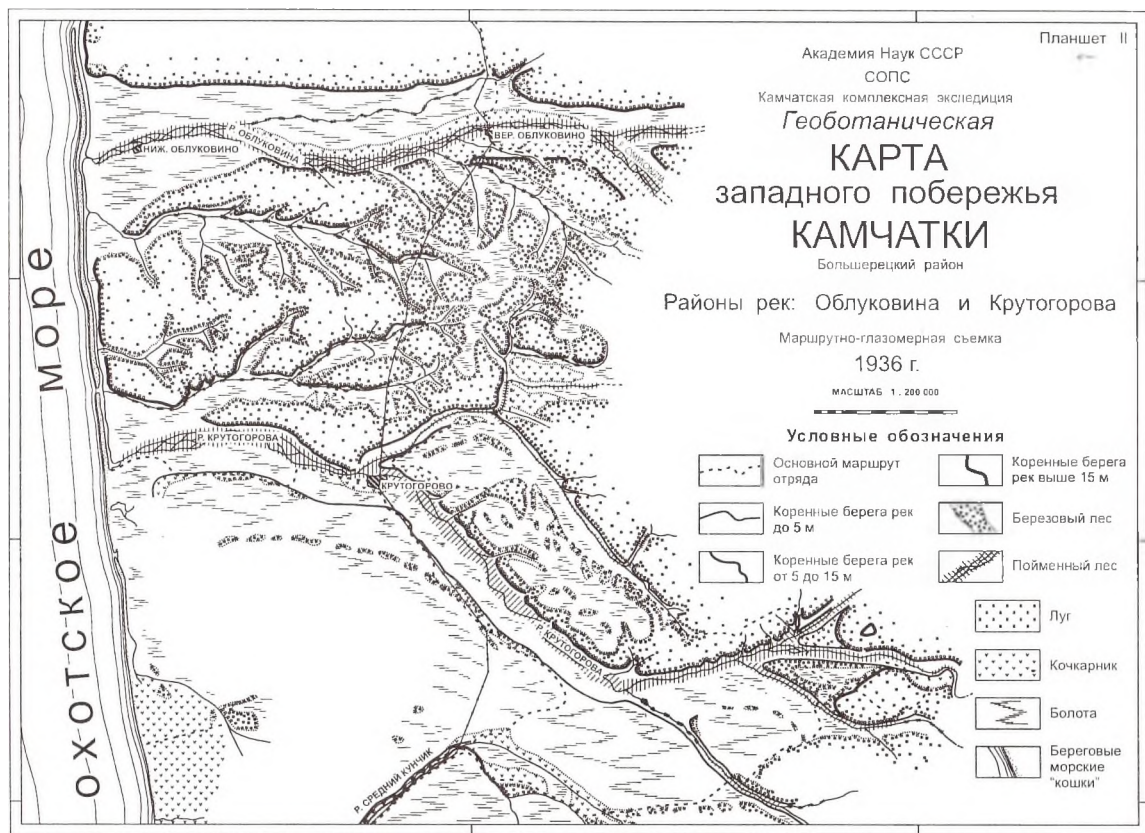 Планшет II
Академия Наук СССР
СОПС
Камчатская комплексная экспедиция
Геоботаническая
КАРТА
западного побережья
КАМЧАТКИ
Большерецкий район
Районы рек: Облуковина и Крутогорова
Маршрутно-глазомерная съемка
1936 г.
МАСШТАБ 1 . 200 000
Условные обозначения
Основной маршрут
отряда
Коренные берега рек
до 5 м
Коренные берега рек
от 5 до 15 м
Коренные берега
рек выше 15 м
Березовый лес
Пойменный лес
Луг
Кочкарник
Болота
Береговые
морские
"кошки"
ОХОТСКОЕ МОРЕ
НИЖ. ОБЛУКОВИНО
Р. ОБЛУКОВИНА
ВЕР. ОБЛУКОВИНО
Р. КРУТОГОРОВА
КРУТОГОРОВО
Р. КРУТОГОРОВА
Р. СРЕДНИЙ КУНЧИК